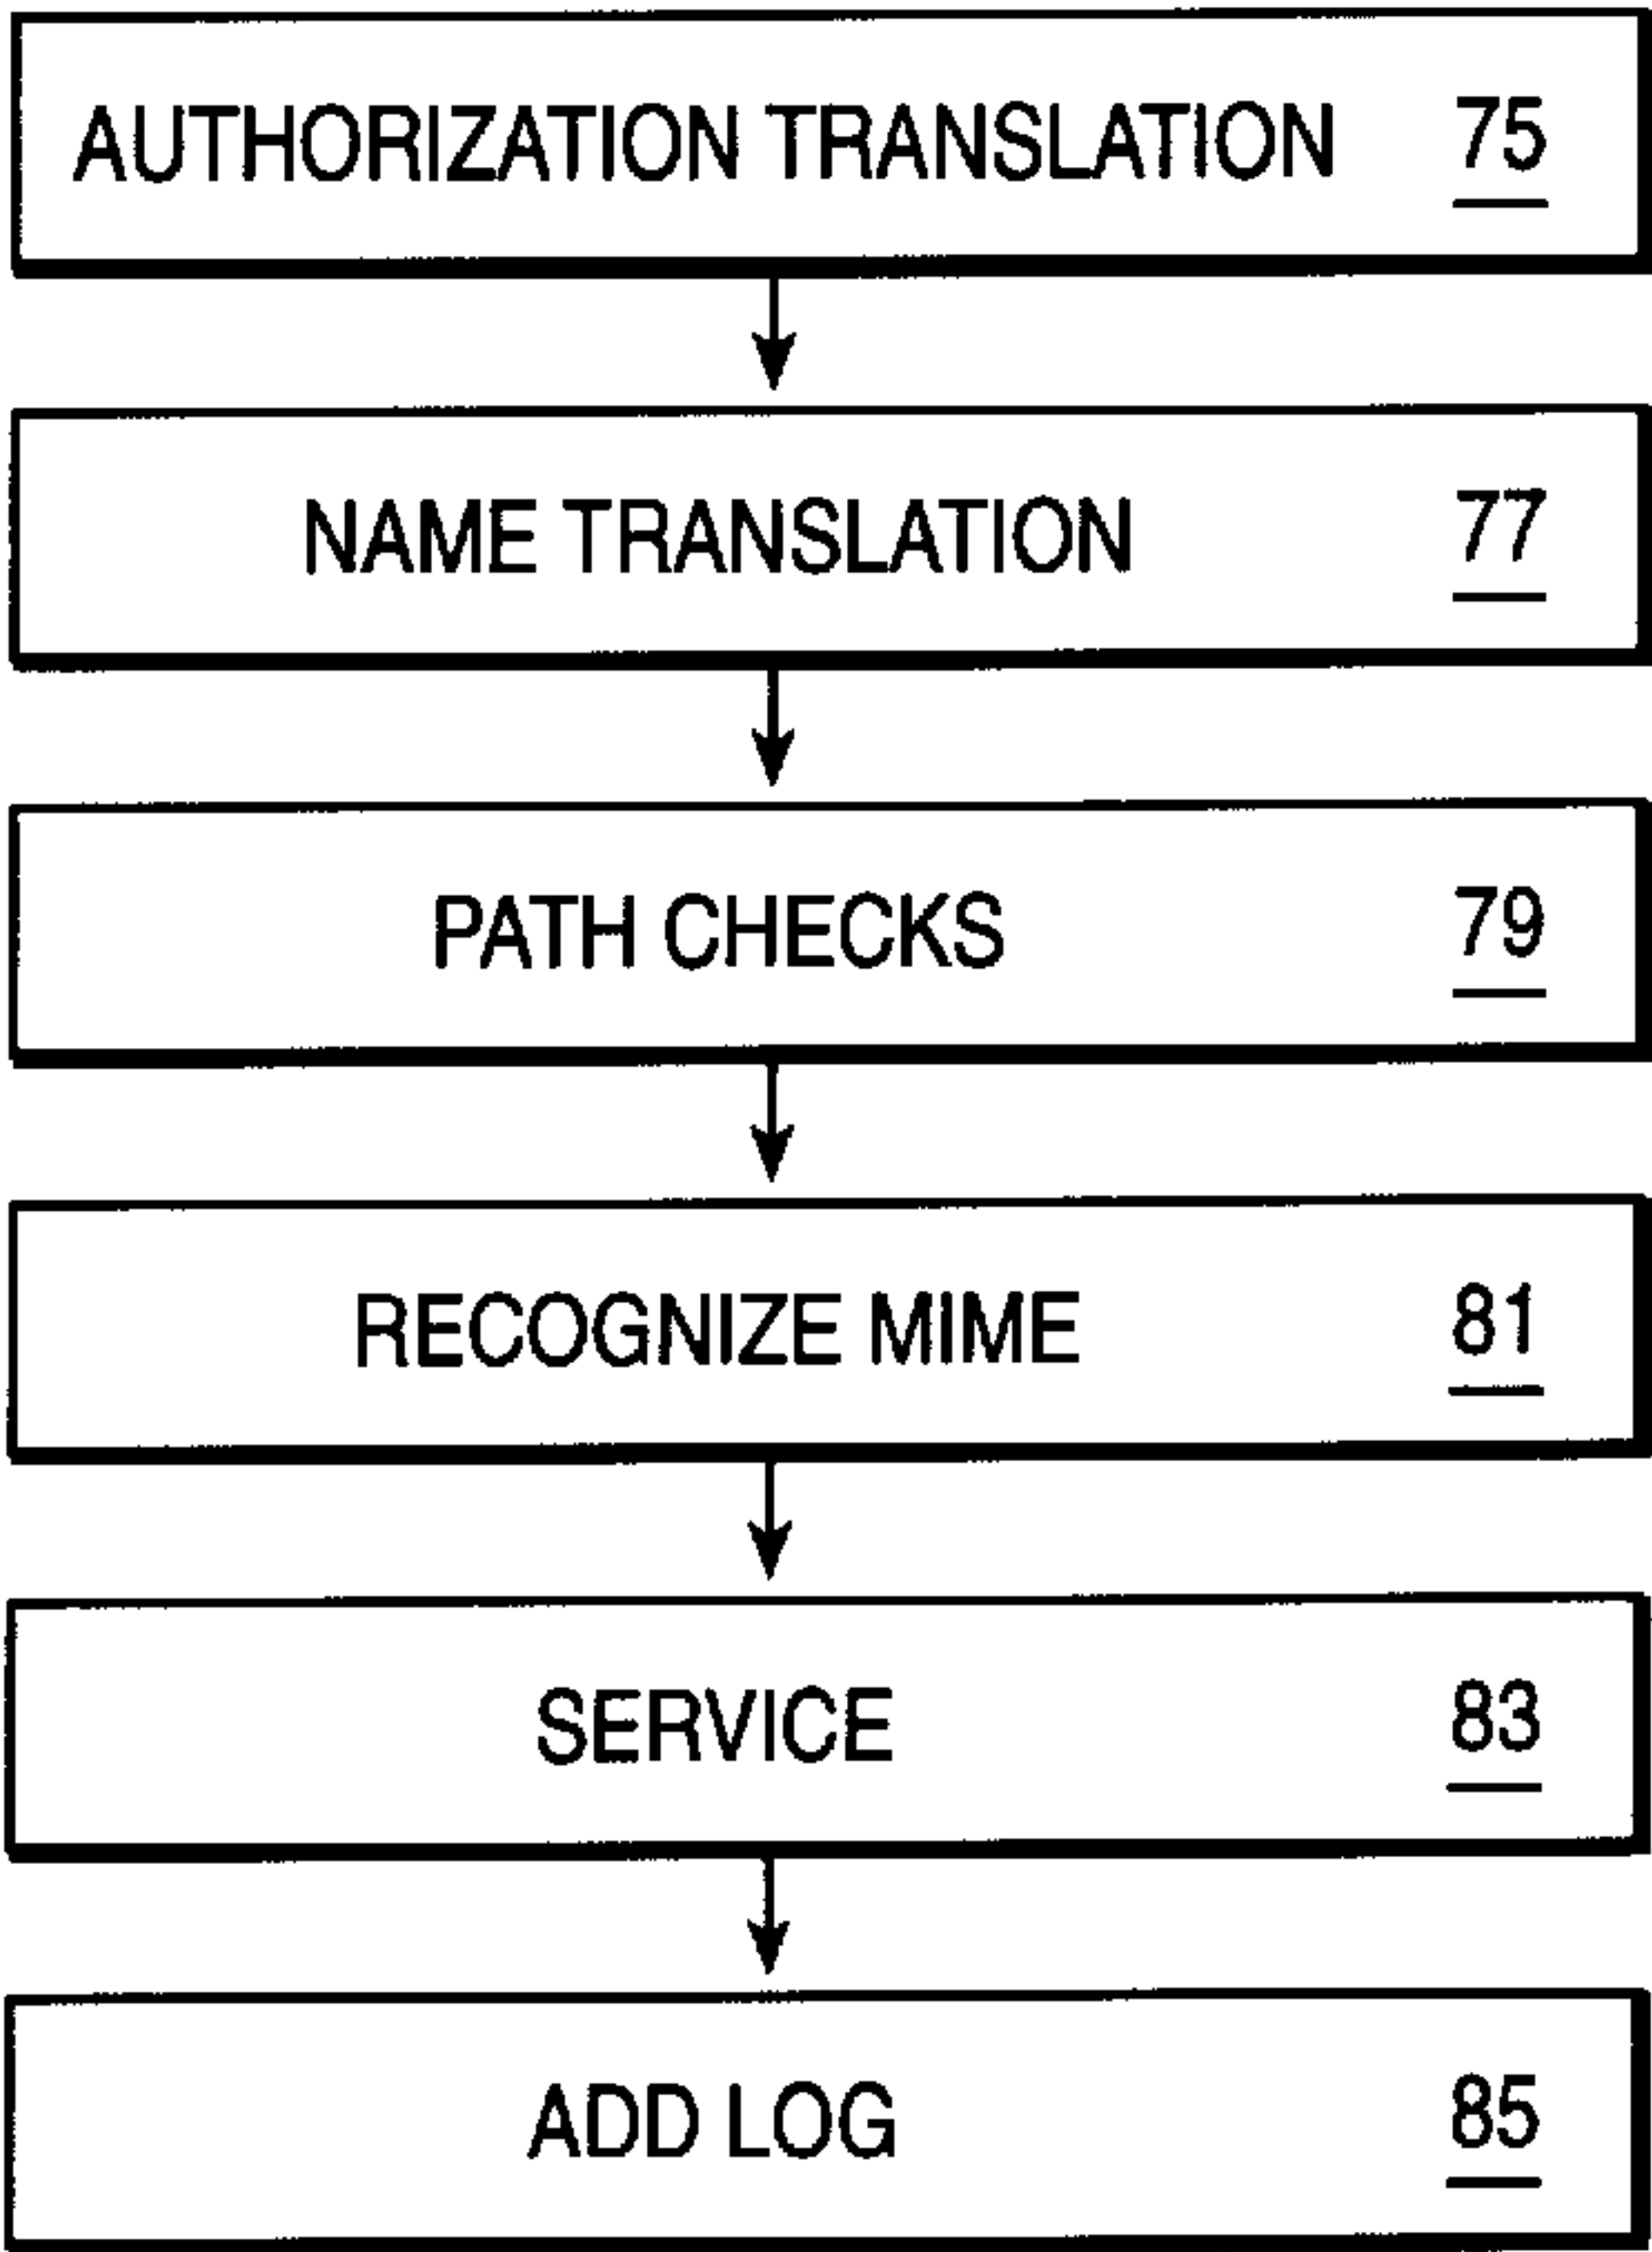 AUTHORIZATION TRANSLATION 75
NAME TRANSLATION 77
PATH CHECKS 79
RECOGNIZE MIME 81
SERVICE 83
ADD LOG 85